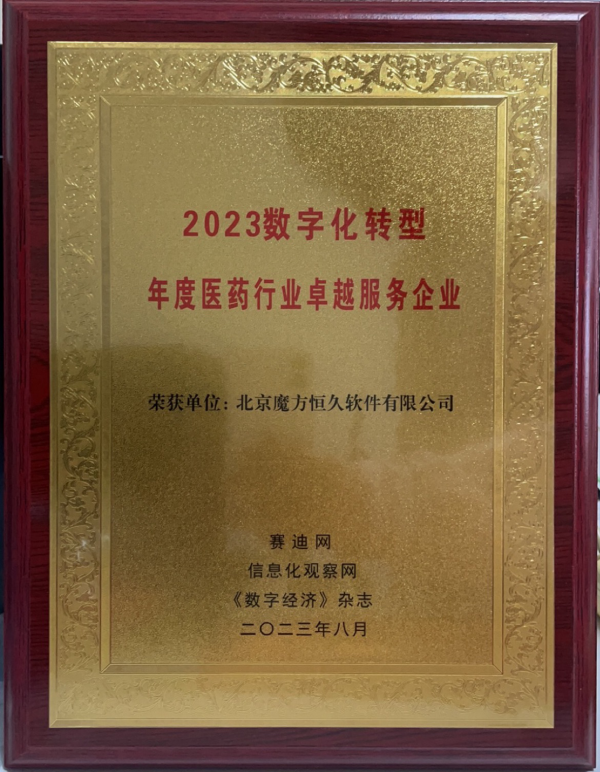 2023数字化转型
年度医药行业卓越服务企业
荣获单位：北京魔方恒久软件有限公司
赛迪网
信息化观察网
《数字经济》杂志
二〇二三年八月